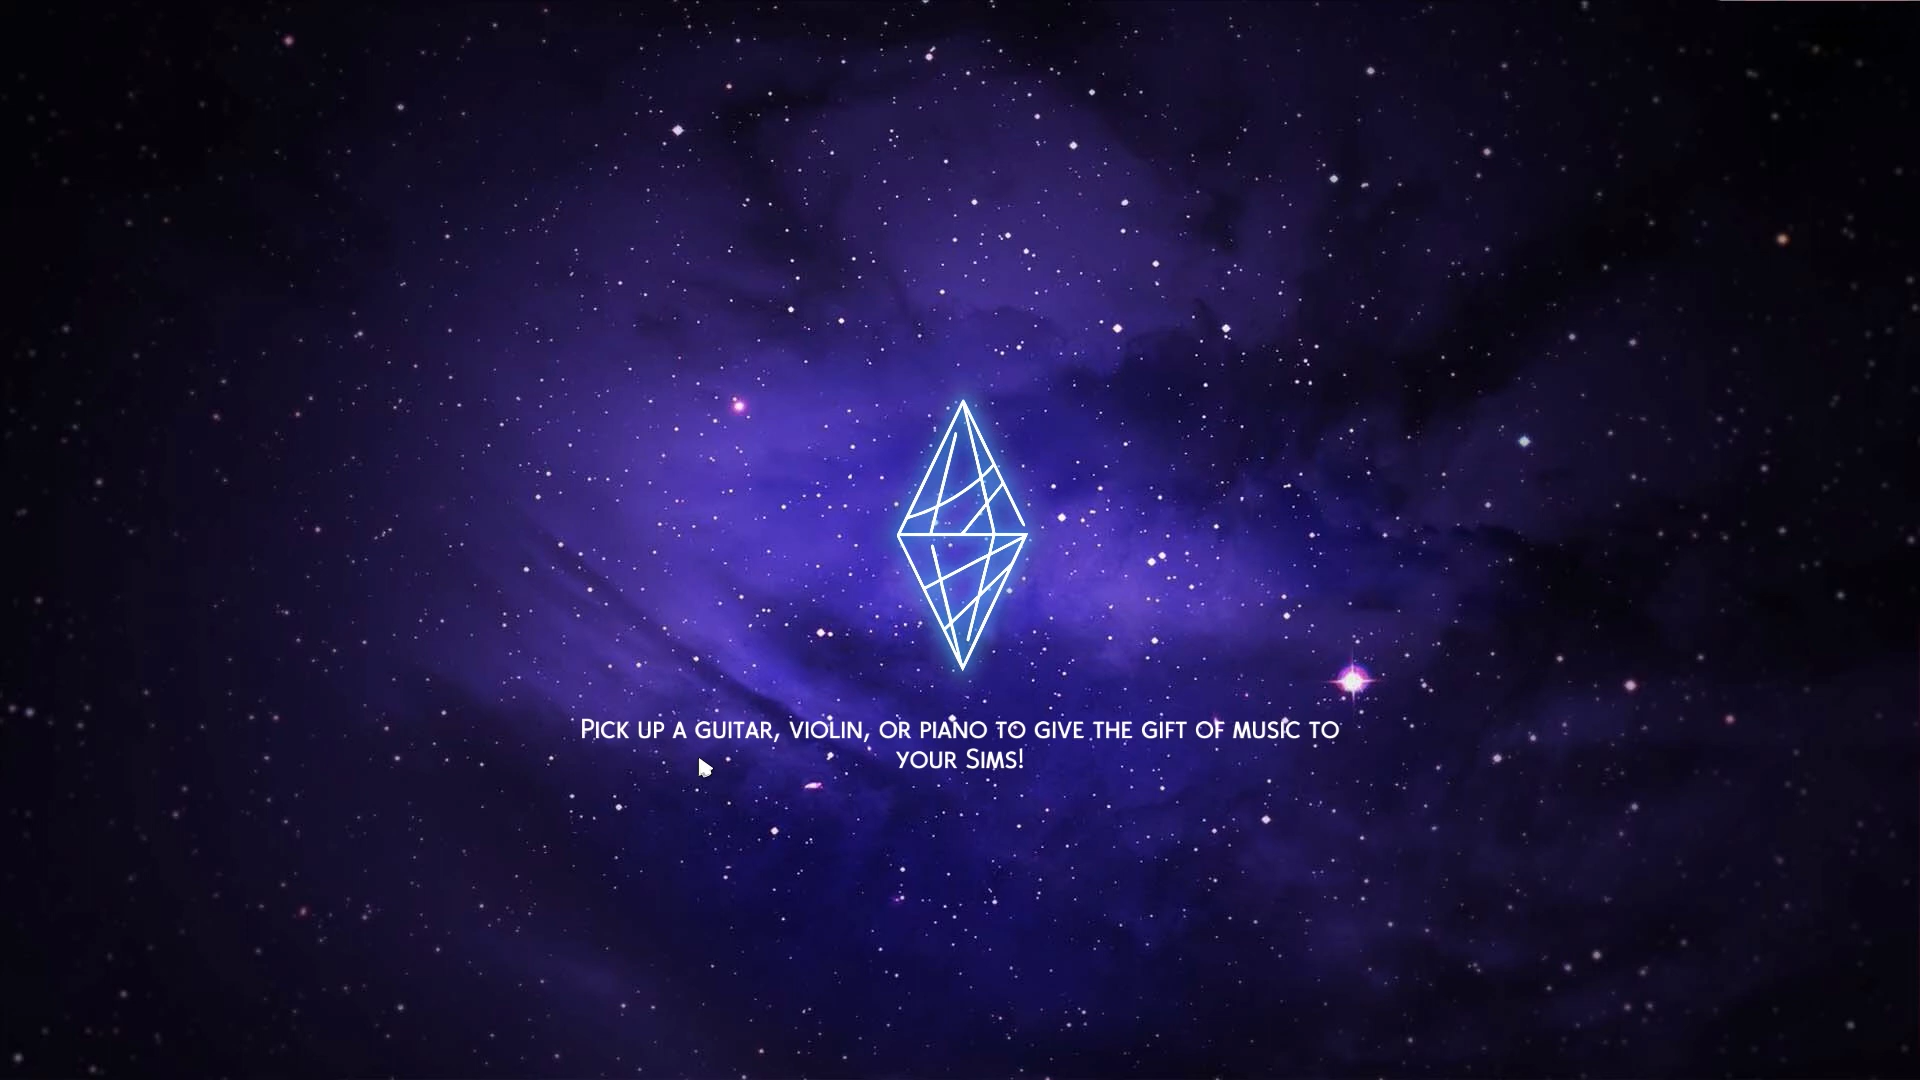 Pick up a guitar, violin, or piano to give the gift of music to
your Sims!